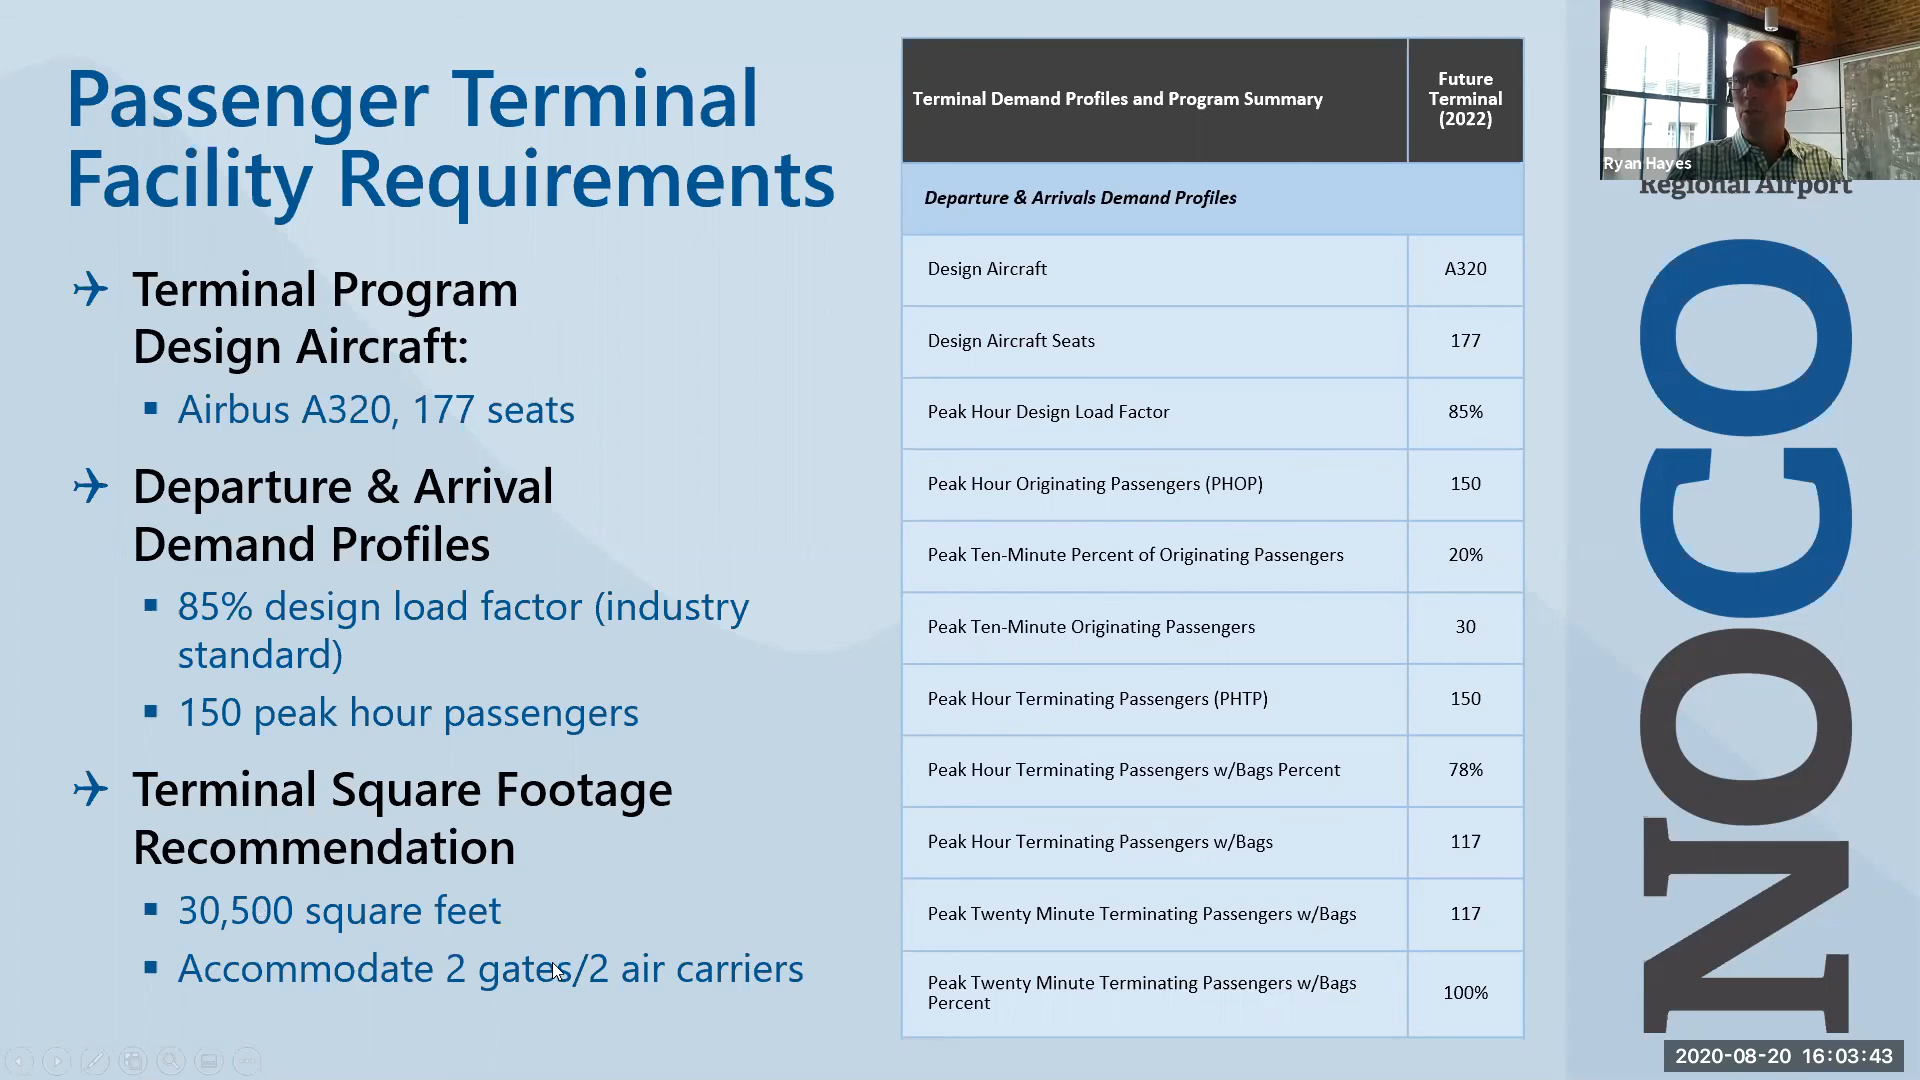 Passenger Terminal
Facility Requirements
Terminal Program
Design Aircraft:
Airbus A320, 177 seats
Departure & Arrival
Demand Profiles
85% design load factor (industry
standard)
150 peak hour passengers
Terminal Square Footage
Recommendation
30,500 square feet
Accommodate 2 gates/2 air carriers
Terminal Demand Profiles and Program Summary
Future
Terminal
(2022)
Departure & Arrivals Demand Profiles
Design Aircraft
A320
Design Aircraft Seats
177
Peak Hour Design Load Factor
85%
Peak Hour Originating Passengers (PHOP)
150
Peak Ten-Minute Percent of Originating Passengers
20%
Peak Ten-Minute Originating Passengers
30
Peak Hour Terminating Passengers (PHTP)
150
Peak Hour Terminating Passengers w/Bags Percent
78%
Peak Hour Terminating Passengers w/Bags
117
Peak Twenty Minute Terminating Passengers w/Bags
117
Peak Twenty Minute Terminating Passengers w/Bags
Percent
100%
Ryan Hayes
Regional Airport
NOCO
2020-08-20 16:03:43